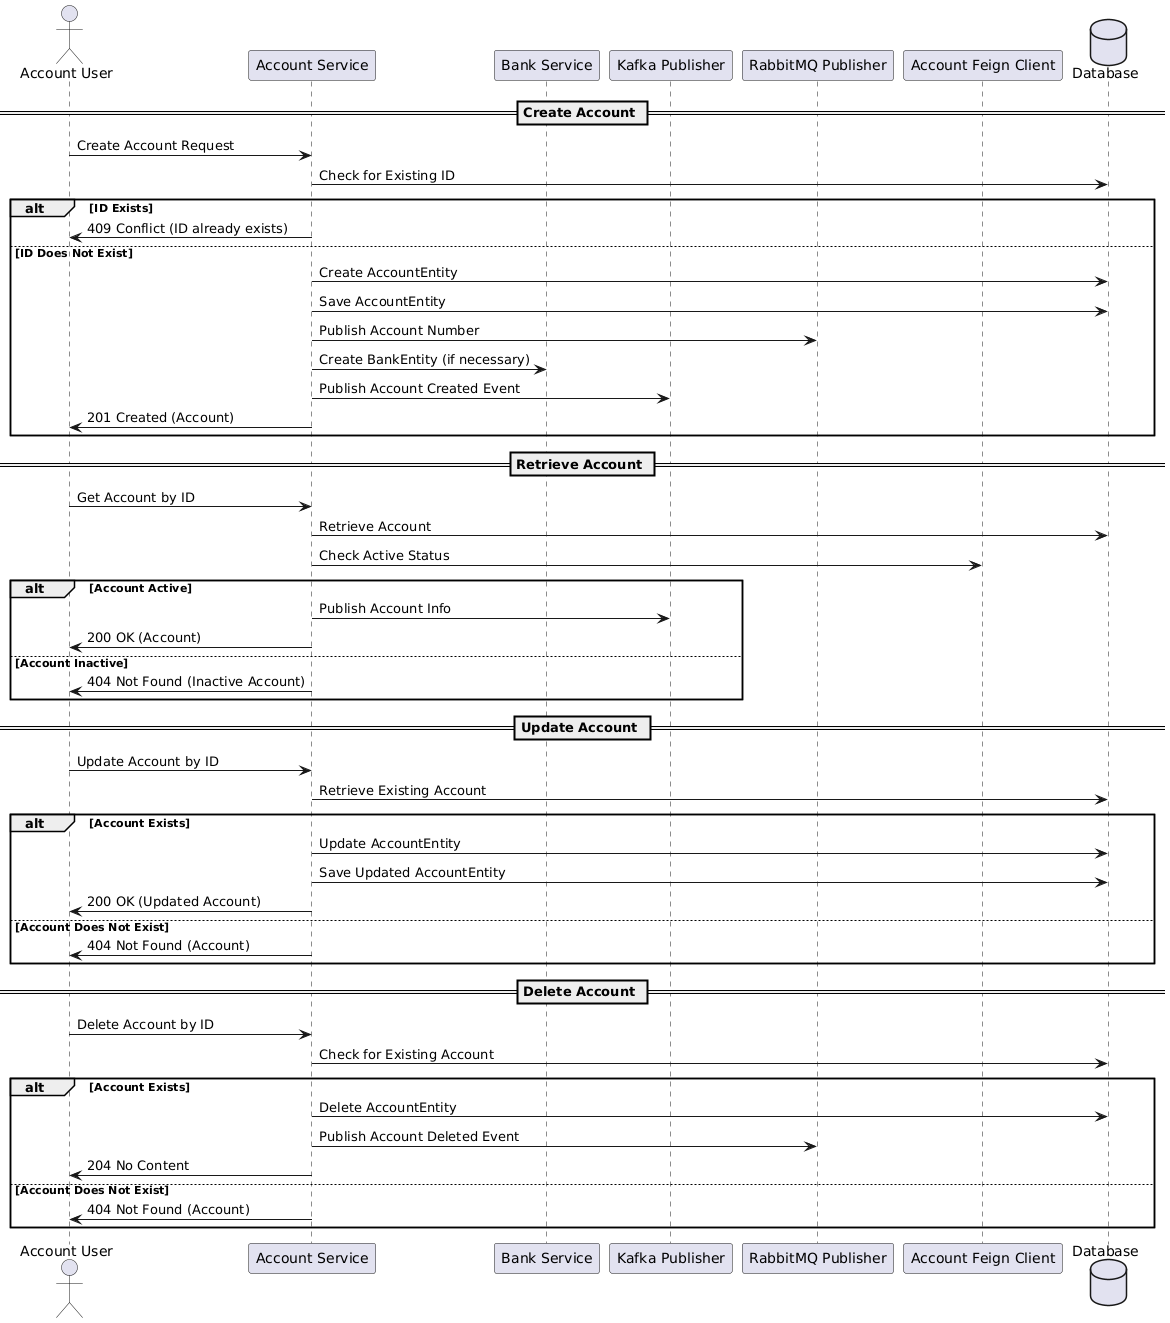 Account User
Account Service
Bank Service
Kafka Publisher
RabbitMQ Publisher
Account Feign Client
Database
Create Account
Create Account Request
Check for Existing ID
alt
[ID Exists]
409 Conflict (ID already exists)
[ID Does Not Exist]
Create AccountEntity
Save AccountEntity
Publish Account Number
Create BankEntity (if necessary)
Publish Account Created Event
201 Created (Account)
Retrieve Account
Get Account by ID
Retrieve Account
Check Active Status
alt
[Account Active]
Publish Account Info
200 OK (Account)
[Account Inactive]
404 Not Found (Inactive Account)
Update Account
Update Account by ID
Retrieve Existing Account
alt
[Account Exists]
Update AccountEntity
Save Updated AccountEntity
200 OK (Updated Account)
[Account Does Not Exist]
404 Not Found (Account)
Delete Account
Delete Account by ID
Check for Existing Account
alt
[Account Exists]
Delete AccountEntity
Publish Account Deleted Event
204 No Content
[Account Does Not Exist]
404 Not Found (Account)
Account User
Account Service
Bank Service
Kafka Publisher
RabbitMQ Publisher
Account Feign Client
Database